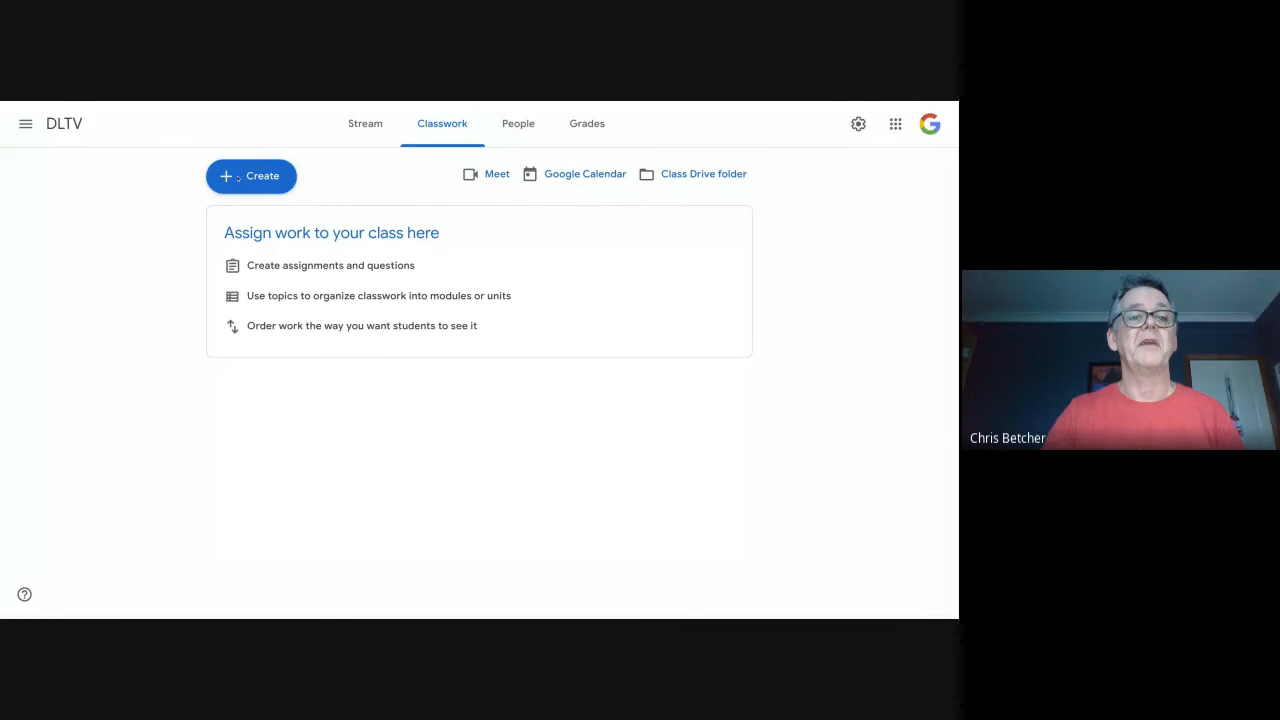 DLTV
Stream
Classwork
People
Grades
Create
Meet
Google Calendar
Class Drive folder
Assign work to your class here
Create assignments and questions
Use topics to organize classwork into modules or units
Order work the way you want students to see it
Chris Betcher